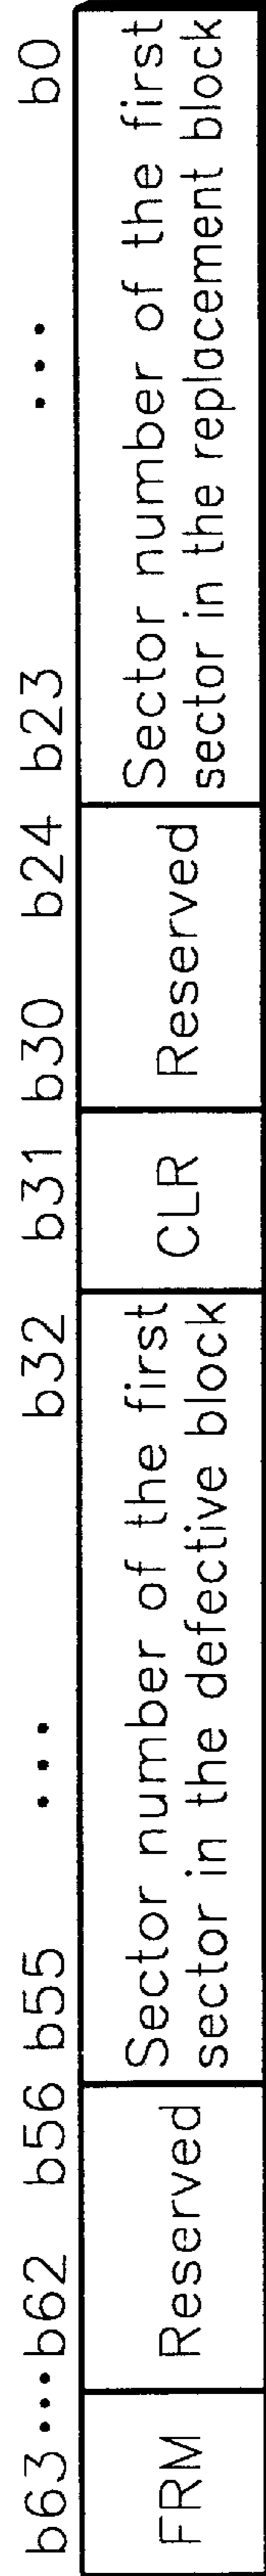 b63 ••• b62 b56 b55 ••• b32 b31 b30 b24 b23 ••• b0
FRM
Reserved
Sector number of the first
sector in the defective block
CLR
Reserved
Sector number of the first
sector in the replacement block